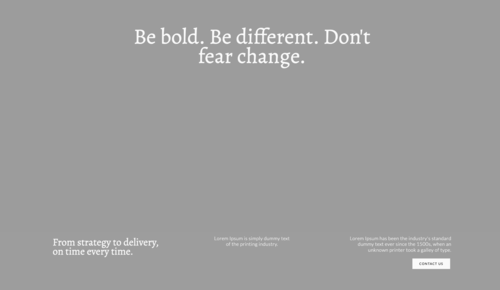 Be bold. Be different. Don't
fear change.
From strategy to delivery,
on time every time.
Lorem Ipsum is simply dummy text
of the printing industry.
Lorem Ipsum has been the industry's standard
dummy text ever since the 1500s, when an
unknown printer took a galley of type.
CONTACT US